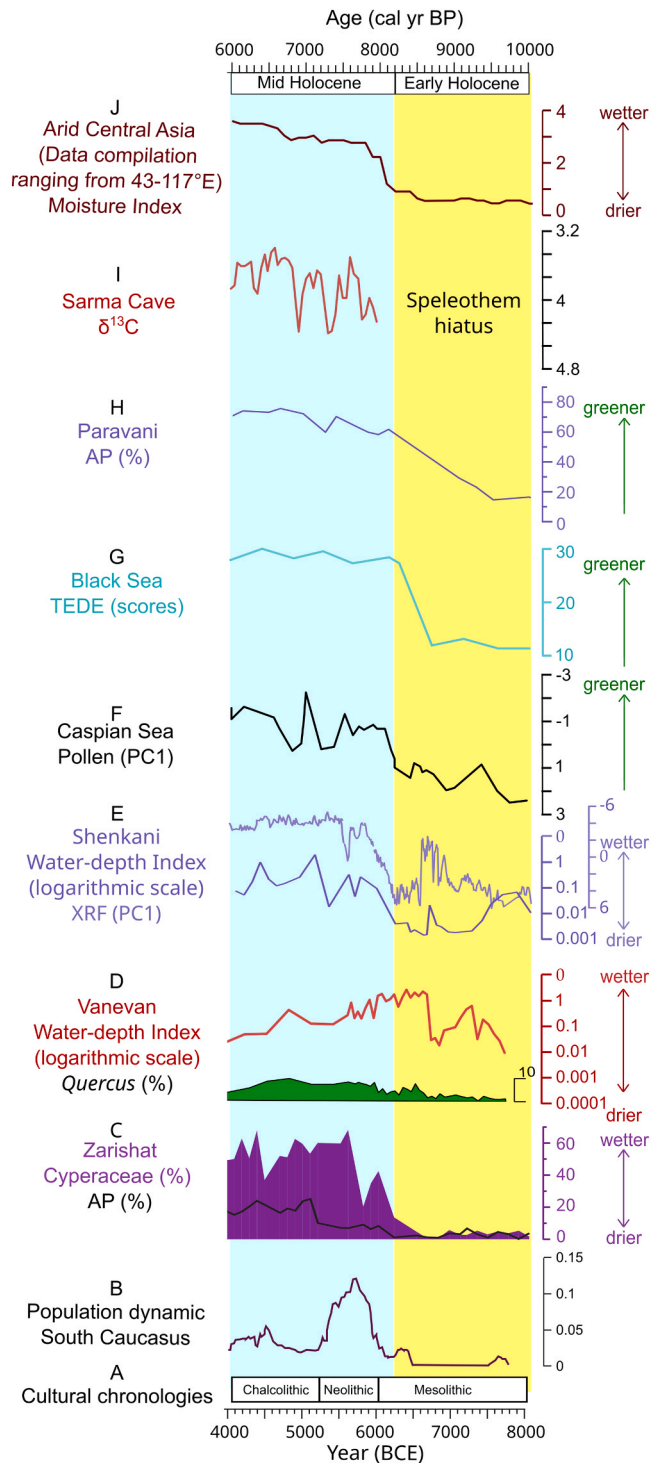 Age (cal yr BP)
6000 7000 8000 9000 10000
Mid Holocene Early Holocene
J
Arid Central Asia
(Data compilation
ranging from 43-117°E)
Moisture Index
4
2
0
wetter
drier
I
Sarma Cave
δ13C
Speleothem
hiatus
3.2
4
4.8
H
Paravani
AP (%)
80
60
40
20
0
greener
G
Black Sea
TEDE (scores)
30
20
10
greener
F
Caspian Sea
Pollen (PC1)
-3
-1
1
3
greener
E
Shenkani
Water-depth Index
(logarithmic scale)
XRF (PC1)
0
1
0.1
0.01
0.001
-6
0
6
wetter
drier
D
Vanevan
Water-depth Index
(logarithmic scale)
Quercus (%)
10
0
1
0.1
0.01
0.001
0.0001
wetter
drier
C
Zarishat
Cyperaceae (%)
AP (%)
60
40
20
0
wetter
drier
B
Population dynamic
South Caucasus
0.15
0.1
0.05
0
A
Cultural chronologies
Chalcolithic Neolithic Mesolithic
4000 5000 6000 7000 8000
Year (BCE)